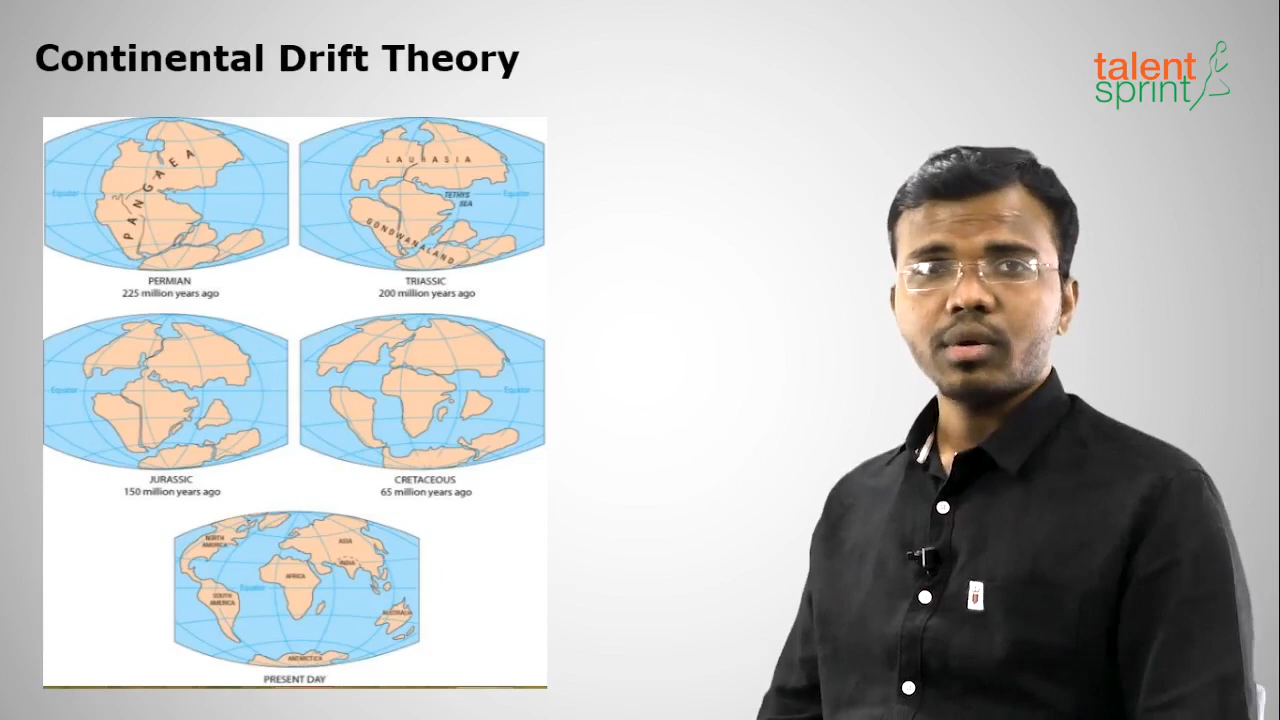 Continental Drift Theory
talent
sprint
PANGAEA
Equator
PERMIAN
225 million years ago
LAURASIA
TETHYS
SEA
Equator
GONDWANALAND
TRIASSIC
200 million years ago
Equator
JURASSIC
150 million years ago
Equator
CRETACEOUS
65 million years ago
NORTH
AMERICA
ASIA
INDIA
AFRICA
Equator
SOUTH
AMERICA
AUSTRALIA
ANTARCTICA
PRESENT DAY